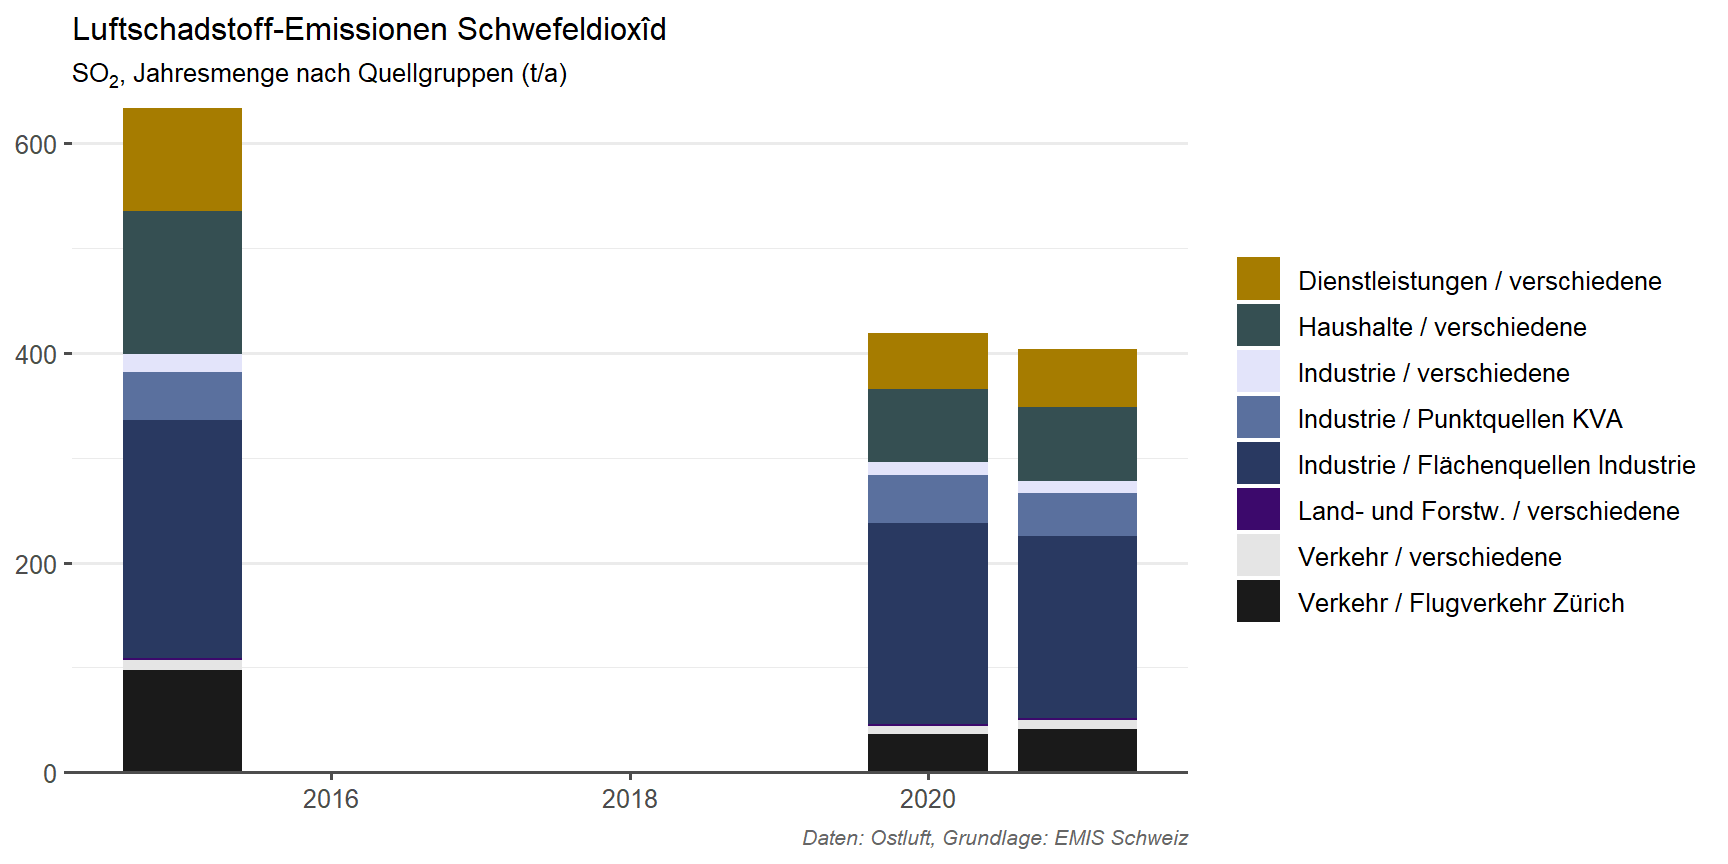 Luftschadstoff-Emissionen Schwefeldioxîd
SO₂, Jahresmenge nach Quellgruppen (t/a)
600
400
200
0
2016 2018 2020
Dienstleistungen / verschiedene
Haushalte / verschiedene
Industrie / verschiedene
Industrie / Punktquellen KVA
Industrie / Flächenquellen Industrie
Land- und Forstw. / verschiedene
Verkehr / verschiedene
Verkehr / Flugverkehr Zürich
Daten: Ostluft, Grundlage: EMIS Schweiz